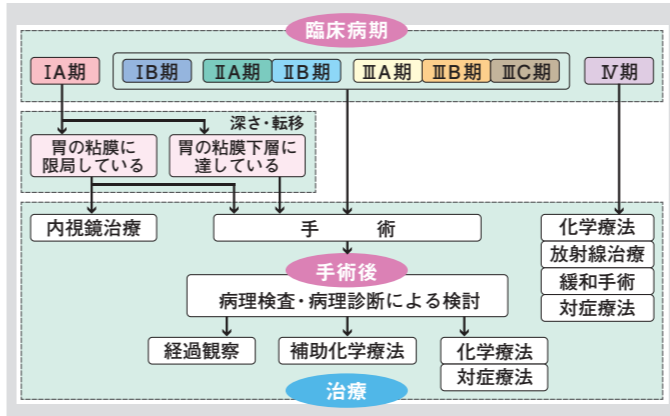 臨床病期
ⅠA期 ⅠB期 ⅡA期 ⅡB期 ⅢA期 ⅢB期 ⅢC期 Ⅳ期
深さ・転移
胃の粘膜に
限局している
胃の粘膜下層に
達している
内視鏡治療
手術
化学療法
放射線治療
緩和手術
対症療法
手術後
病理検査・病理診断による検討
経過観察
補助化学療法
化学療法
対症療法
治療